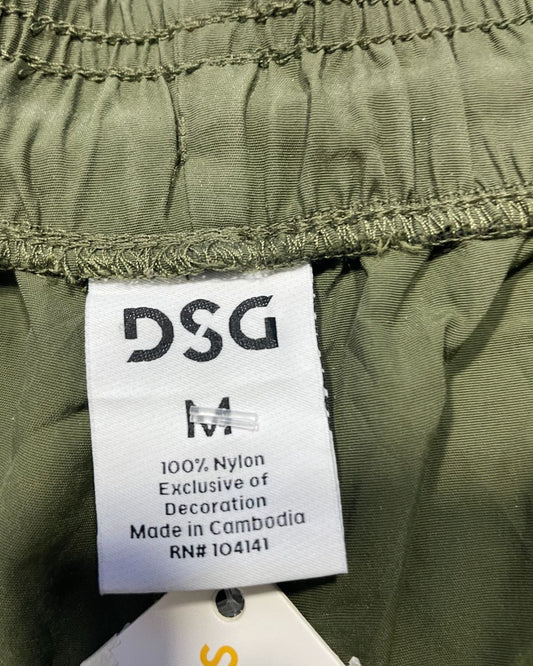 DSG
M
100% Nylon
Exclusive of
Decoration
Made in Cambodia
RN# 104141
S